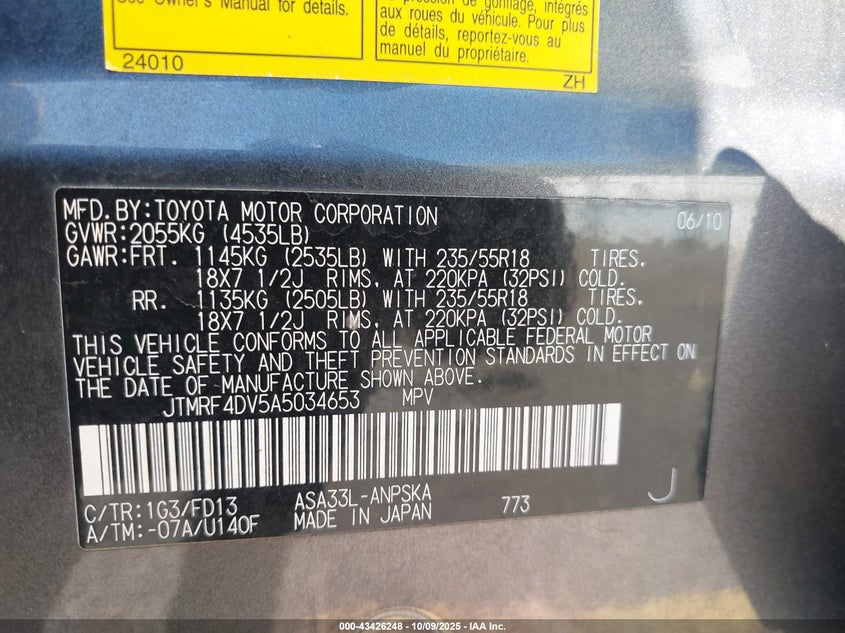 See Owner's Manual for details.
24010
pression de gonflage, intégrés
aux roues du véhicule. Pour plus
de détails, reportez-vous au
manuel du propriétaire.
ZH
MFD.BY:TOYOTA MOTOR CORPORATION 06/10
GVWR:2055KG (4535LB)
GAWR:FRT. 1145KG (2535LB) WITH 235/55R18 TIRES.
18X7 1/2J RIMS, AT 220KPA (32PSI) COLD.
RR. 1135KG (2505LB) WITH 235/55R18 TIRES.
18X7 1/2J RIMS, AT 220KPA (32PSI) COLD.
THIS VEHICLE CONFORMS TO ALL APPLICABLE FEDERAL MOTOR
VEHICLE SAFETY AND THEFT PREVENTION STANDARDS IN EFFECT ON
THE DATE OF MANUFACTURE SHOWN ABOVE.
JTMRF4DV5A5034653 MPV
C/TR:1G3/FD13 ASA33L-ANPSKA 773 J
A/TM:-07A/U140F MADE IN JAPAN
000-43426248 - 10/09/2025 - IAA Inc.